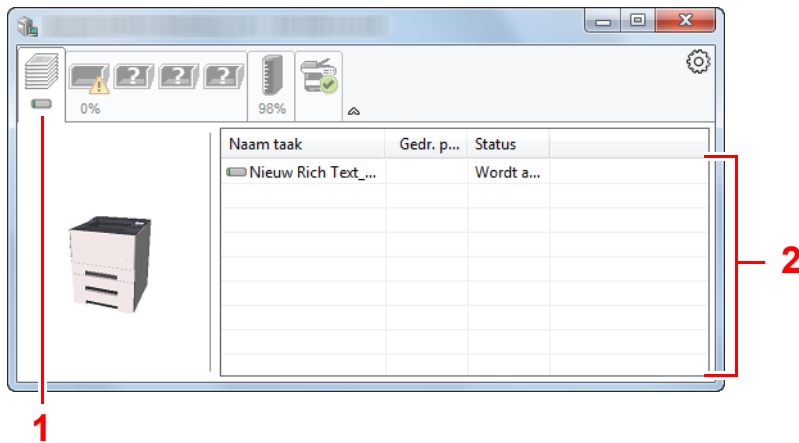 ? ? ?
0% 98%
Naam taak Gedr. p... Status
Nieuw Rich Text_... Wordt a...
2
1